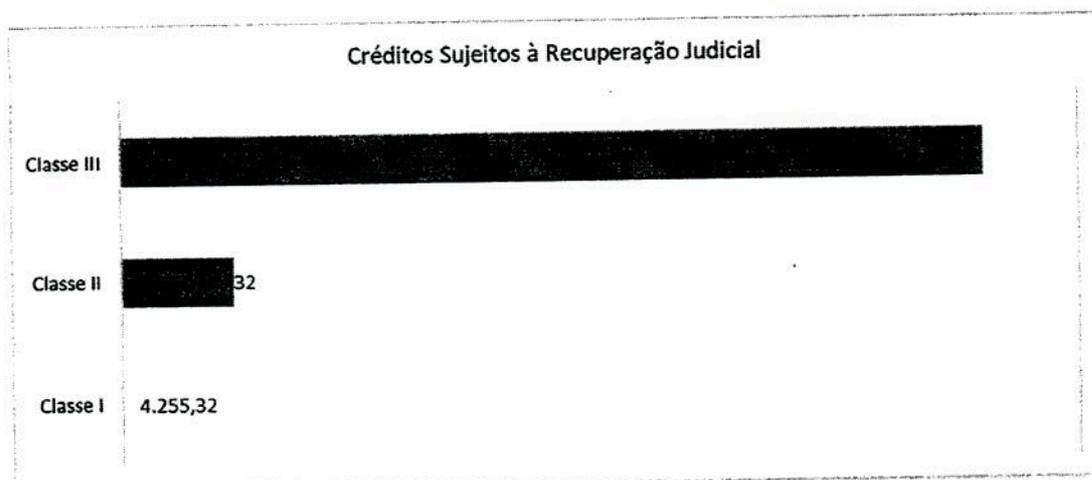 Créditos Sujeitos à Recuperação Judicial
Classe III
Classe II 32
Classe I 4.255,32